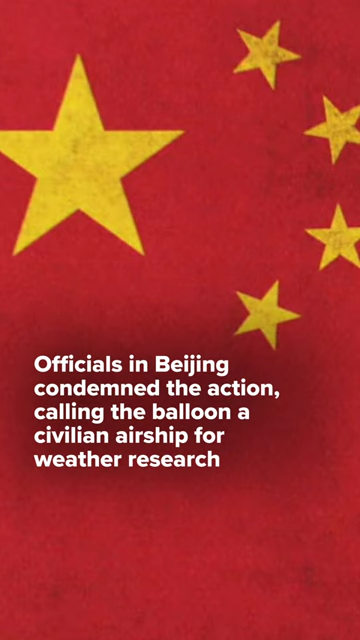 Officials in Beijing
condemned the action,
calling the balloon a
civilian airship for
weather research